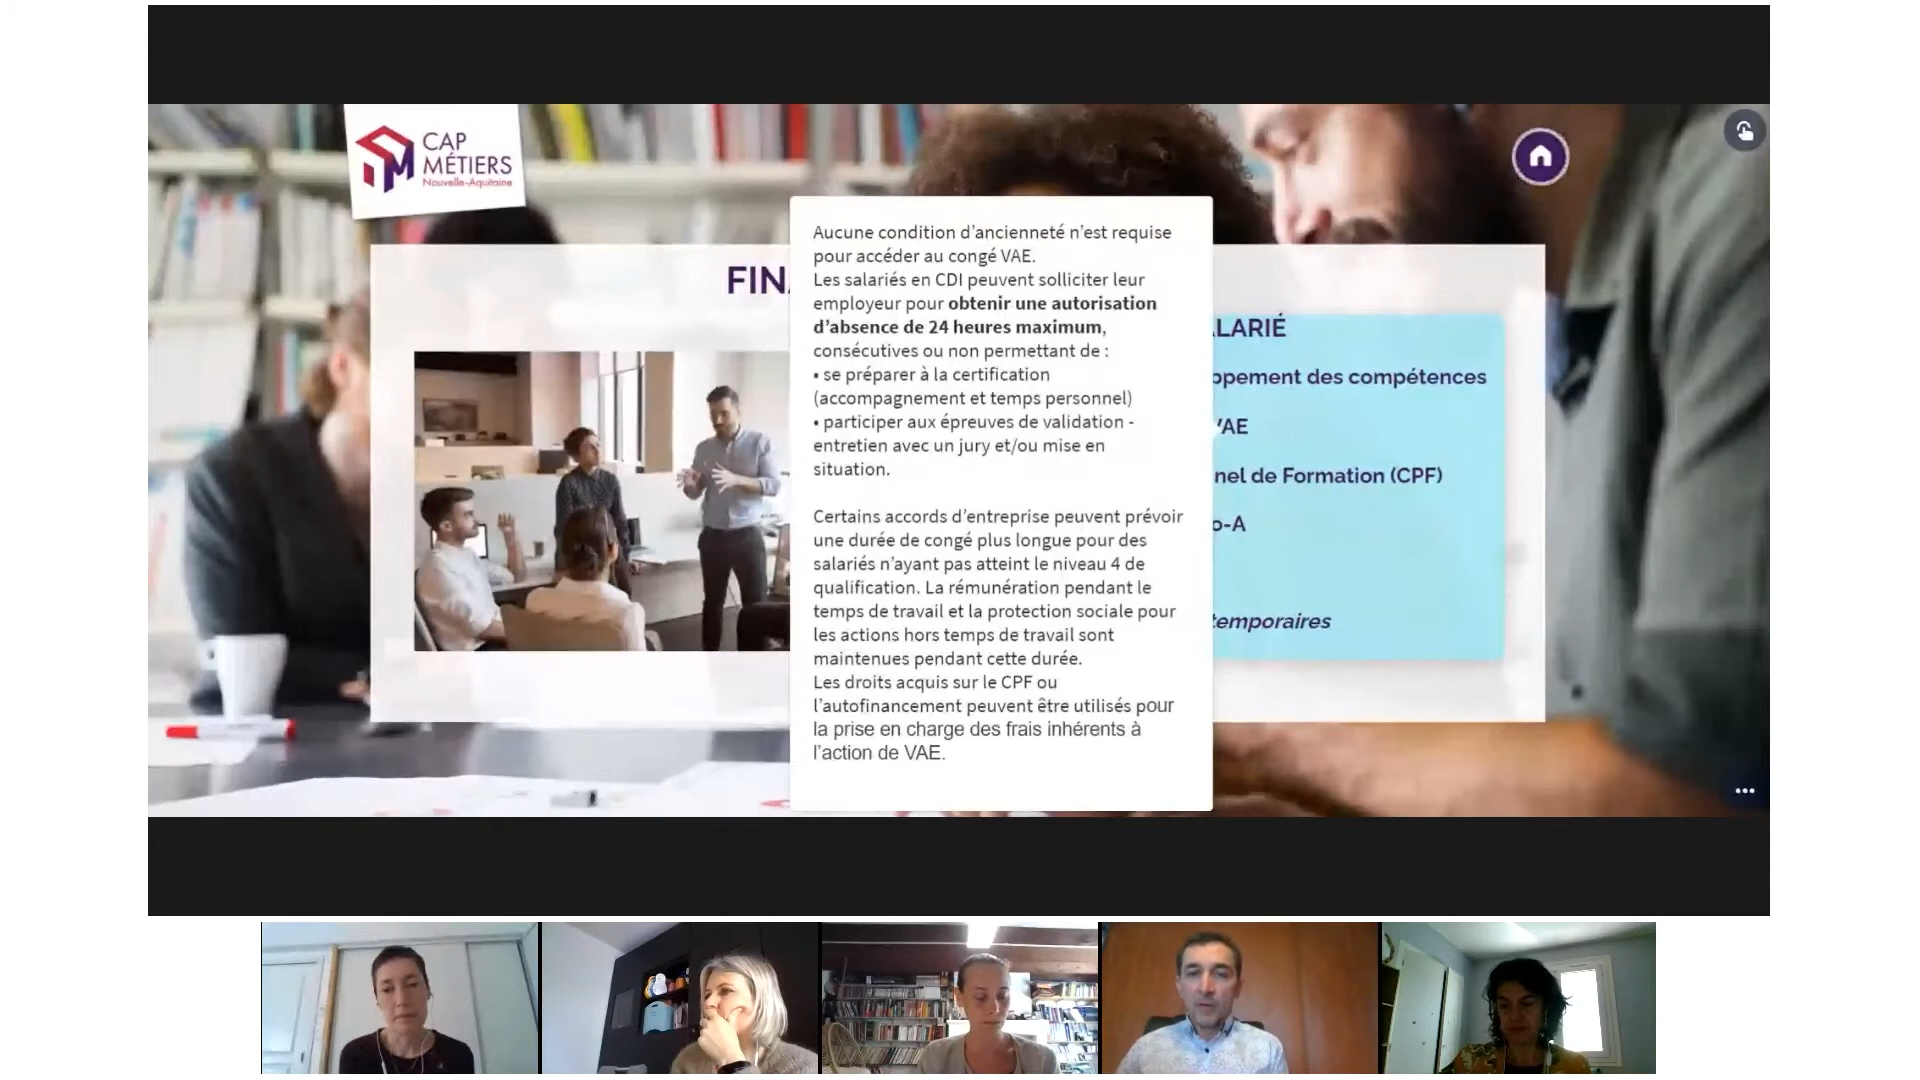 CAP
MÉTIERS
Nouvelle-Aquitaine
FIN
Aucune condition d’ancienneté n’est requise
pour accéder au congé VAE.
Les salariés en CDI peuvent solliciter leur
employeur pour obtenir une autorisation
d’absence de 24 heures maximum,
consécutives ou non permettant de :
• se préparer à la certification
(accompagnement et temps personnel)
• participer aux épreuves de validation -
entretien avec un jury et/ou mise en
situation.
Certains accords d’entreprise peuvent prévoir
une durée de congé plus longue pour des
salariés n’ayant pas atteint le niveau 4 de
qualification. La rémunération pendant le
temps de travail et la protection sociale pour
les actions hors temps de travail sont
maintenues pendant cette durée.
Les droits acquis sur le CPF ou
l’autofinancement peuvent être utilisés pour
la prise en charge des frais inhérents à
l’action de VAE.
LARIÉ
ppement des compétences
VAE
nel de Formation (CPF)
o-A
temporaires